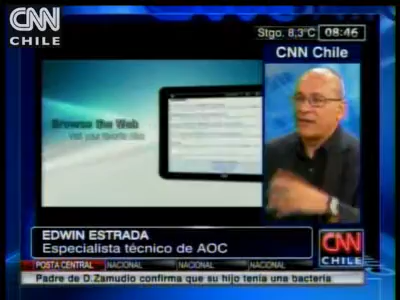 CNN
CHILE
Stgo. 8,3°C 08:46
CNN Chile
Browse the Web
EDWIN ESTRADA
Especialista técnico de AOC
CNN
CHILE
POSTA CENTRAL NACIONAL NACIONAL NACIONAL
Padre de D.Zamudio confirma que su hijo tenía una bacteria